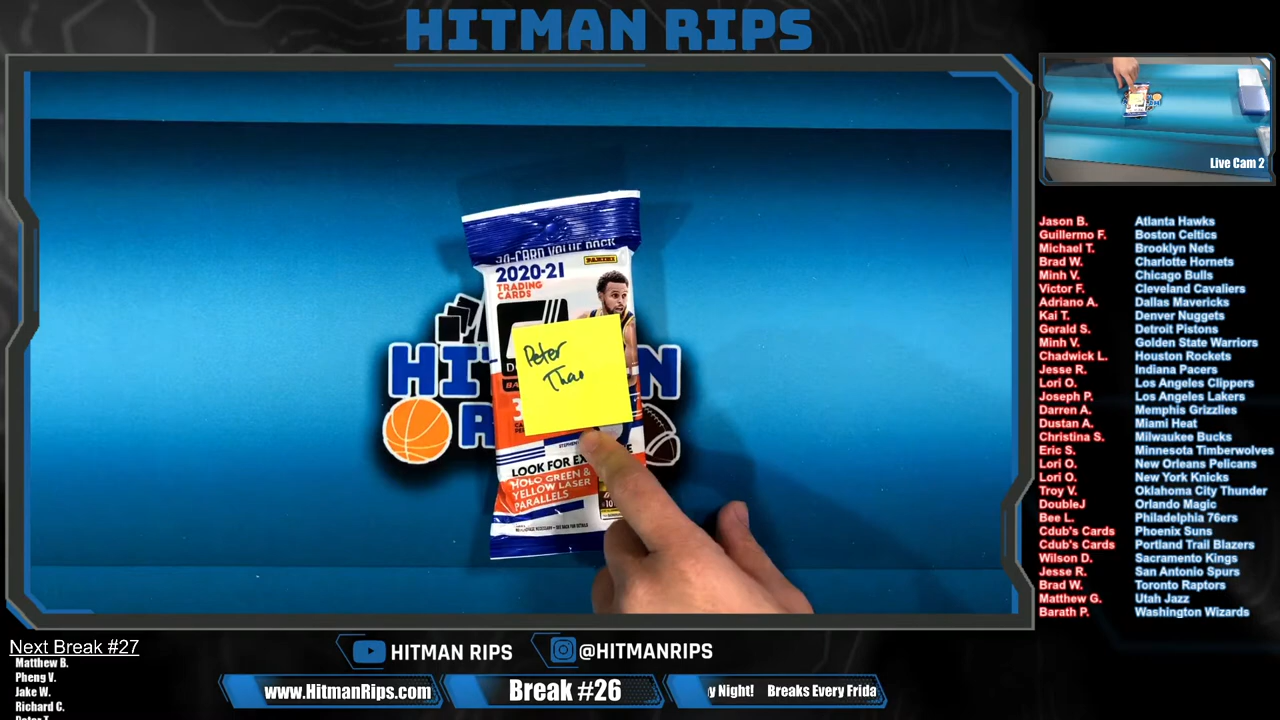 HITMAN RIPS
30-CARD VALUE PACK
2020-21
PANINI
TRADING
CARDS
Peter
Thai
LOOK FOR EX
HOLO GREEN &
YELLOW LASER
PARALLELS
Live Cam 2
Jason B. Atlanta Hawks
Guillermo F. Boston Celtics
Michael T. Brooklyn Nets
Brad W. Charlotte Hornets
Minh V. Chicago Bulls
Victor F. Cleveland Cavaliers
Adriano A. Dallas Mavericks
Kai T. Denver Nuggets
Gerald S. Detroit Pistons
Minh V. Golden State Warriors
Chadwick L. Houston Rockets
Jesse R. Indiana Pacers
Lori O. Los Angeles Clippers
Joseph P. Los Angeles Lakers
Darren A. Memphis Grizzlies
Dustan A. Miami Heat
Christina S. Milwaukee Bucks
Eric S. Minnesota Timberwolves
Lori O. New Orleans Pelicans
Lori O. New York Knicks
Troy V. Oklahoma City Thunder
DoubleJ Orlando Magic
Bee L. Philadelphia 76ers
Cdub's Cards Phoenix Suns
Cdub's Cards Portland Trail Blazers
Wilson D. Sacramento Kings
Jesse R. San Antonio Spurs
Brad W. Toronto Raptors
Matthew G. Utah Jazz
Barath P. Washington Wizards
Next Break #27
Matthew B.
Pheng V.
Jake W.
Richard C.
HITMAN RIPS
@HITMANRIPS
www.HitmanRips.com
Break #26
y Night! Breaks Every Frida